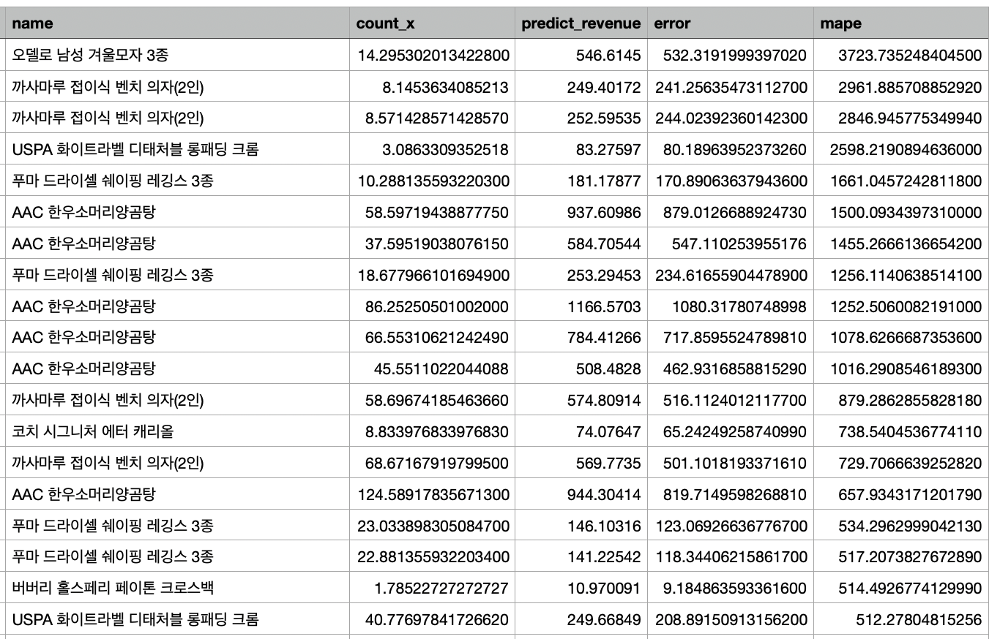 name count_x predict_revenue error mape
오델로 남성 겨울모자 3종 14.295302013422800 546.6145 532.3191999397020 3723.735248404500
까사마루 접이식 벤치 의자(2인) 8.1453634085213 249.40172 241.25635473112700 2961.885708852920
까사마루 접이식 벤치 의자(2인) 8.571428571428570 252.59535 244.02392360142300 2846.945775349940
USPA 화이트라벨 디태처블 롱패딩 크롬 3.0863309352518 83.27597 80.18963952373260 2598.2190894636000
푸마 드라이셀 쉐이핑 레깅스 3종 10.288135593220300 181.17877 170.89063637943600 1661.0457242811800
AAC 한우소머리양곰탕 58.59719438877750 937.60986 879.0126688924730 1500.0934397310000
AAC 한우소머리양곰탕 37.59519038076150 584.70544 547.110253955176 1455.2666136654200
푸마 드라이셀 쉐이핑 레깅스 3종 18.677966101694900 253.29453 234.61655904478900 1256.1140638514100
AAC 한우소머리양곰탕 86.25250501002000 1166.5703 1080.31780748998 1252.5060082191000
AAC 한우소머리양곰탕 66.55310621242490 784.41266 717.8595524789810 1078.6266687353600
AAC 한우소머리양곰탕 45.5511022044088 508.4828 462.9316858815290 1016.2908546189300
까사마루 접이식 벤치 의자(2인) 58.69674185463660 574.80914 516.1124012117700 879.2862855828180
코치 시그니처 에터 캐리올 8.833976833976830 74.07647 65.24249258740990 738.5404536774110
까사마루 접이식 벤치 의자(2인) 68.67167919799500 569.7735 501.1018193371610 729.7066639252820
AAC 한우소머리양곰탕 124.58917835671300 944.30414 819.7149598268810 657.9343171201790
푸마 드라이셀 쉐이핑 레깅스 3종 23.033898305084700 146.10316 123.06926636776700 534.2962999042130
푸마 드라이셀 쉐이핑 레깅스 3종 22.881355932203400 141.22542 118.34406215861700 517.2073827672890
버버리 홀스페리 페이톤 크로스백 1.78522727272727 10.970091 9.184863593361600 514.4926774129990
USPA 화이트라벨 디태처블 롱패딩 크롬 40.77697841726620 249.66849 208.89150913156200 512.27804815256